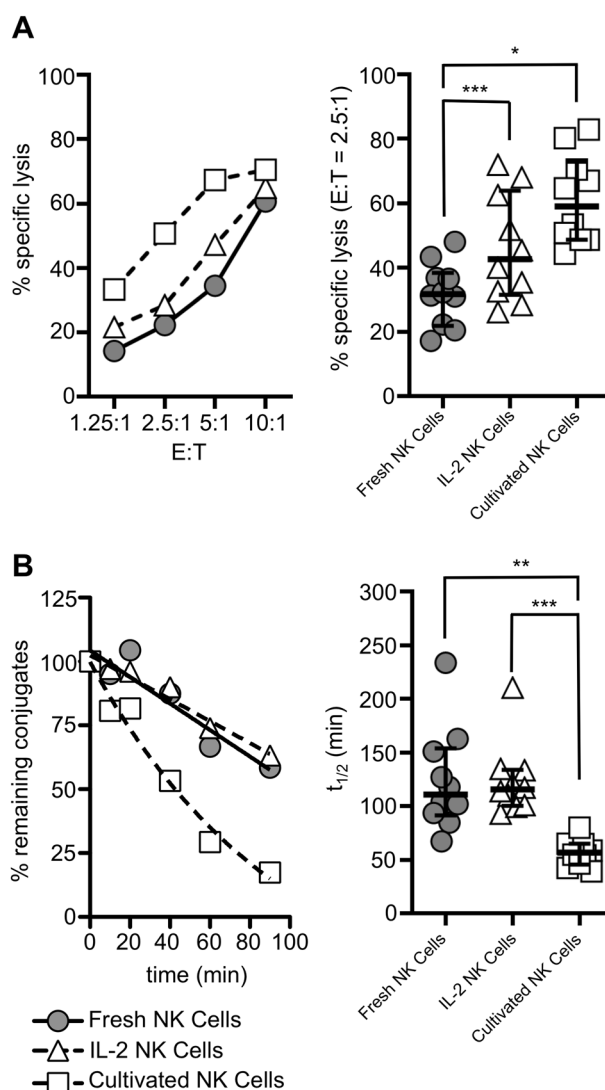 A
% specific lysis
100
80
60
40
20
0
1.25:1 2.5:1 5:1 10:1
E:T
% specific lysis (E:T = 2.5:1)
100
80
60
40
20
0
*
***
Fresh NK Cells
IL-2 NK Cells
Cultivated NK Cells
B
% remaining conjugates
125
100
75
50
25
0
0 20 40 60 80 100
time (min)
t1/2 (min)
300
250
200
150
100
50
0
**
***
Fresh NK Cells
IL-2 NK Cells
Cultivated NK Cells
Fresh NK Cells
IL-2 NK Cells
Cultivated NK Cells